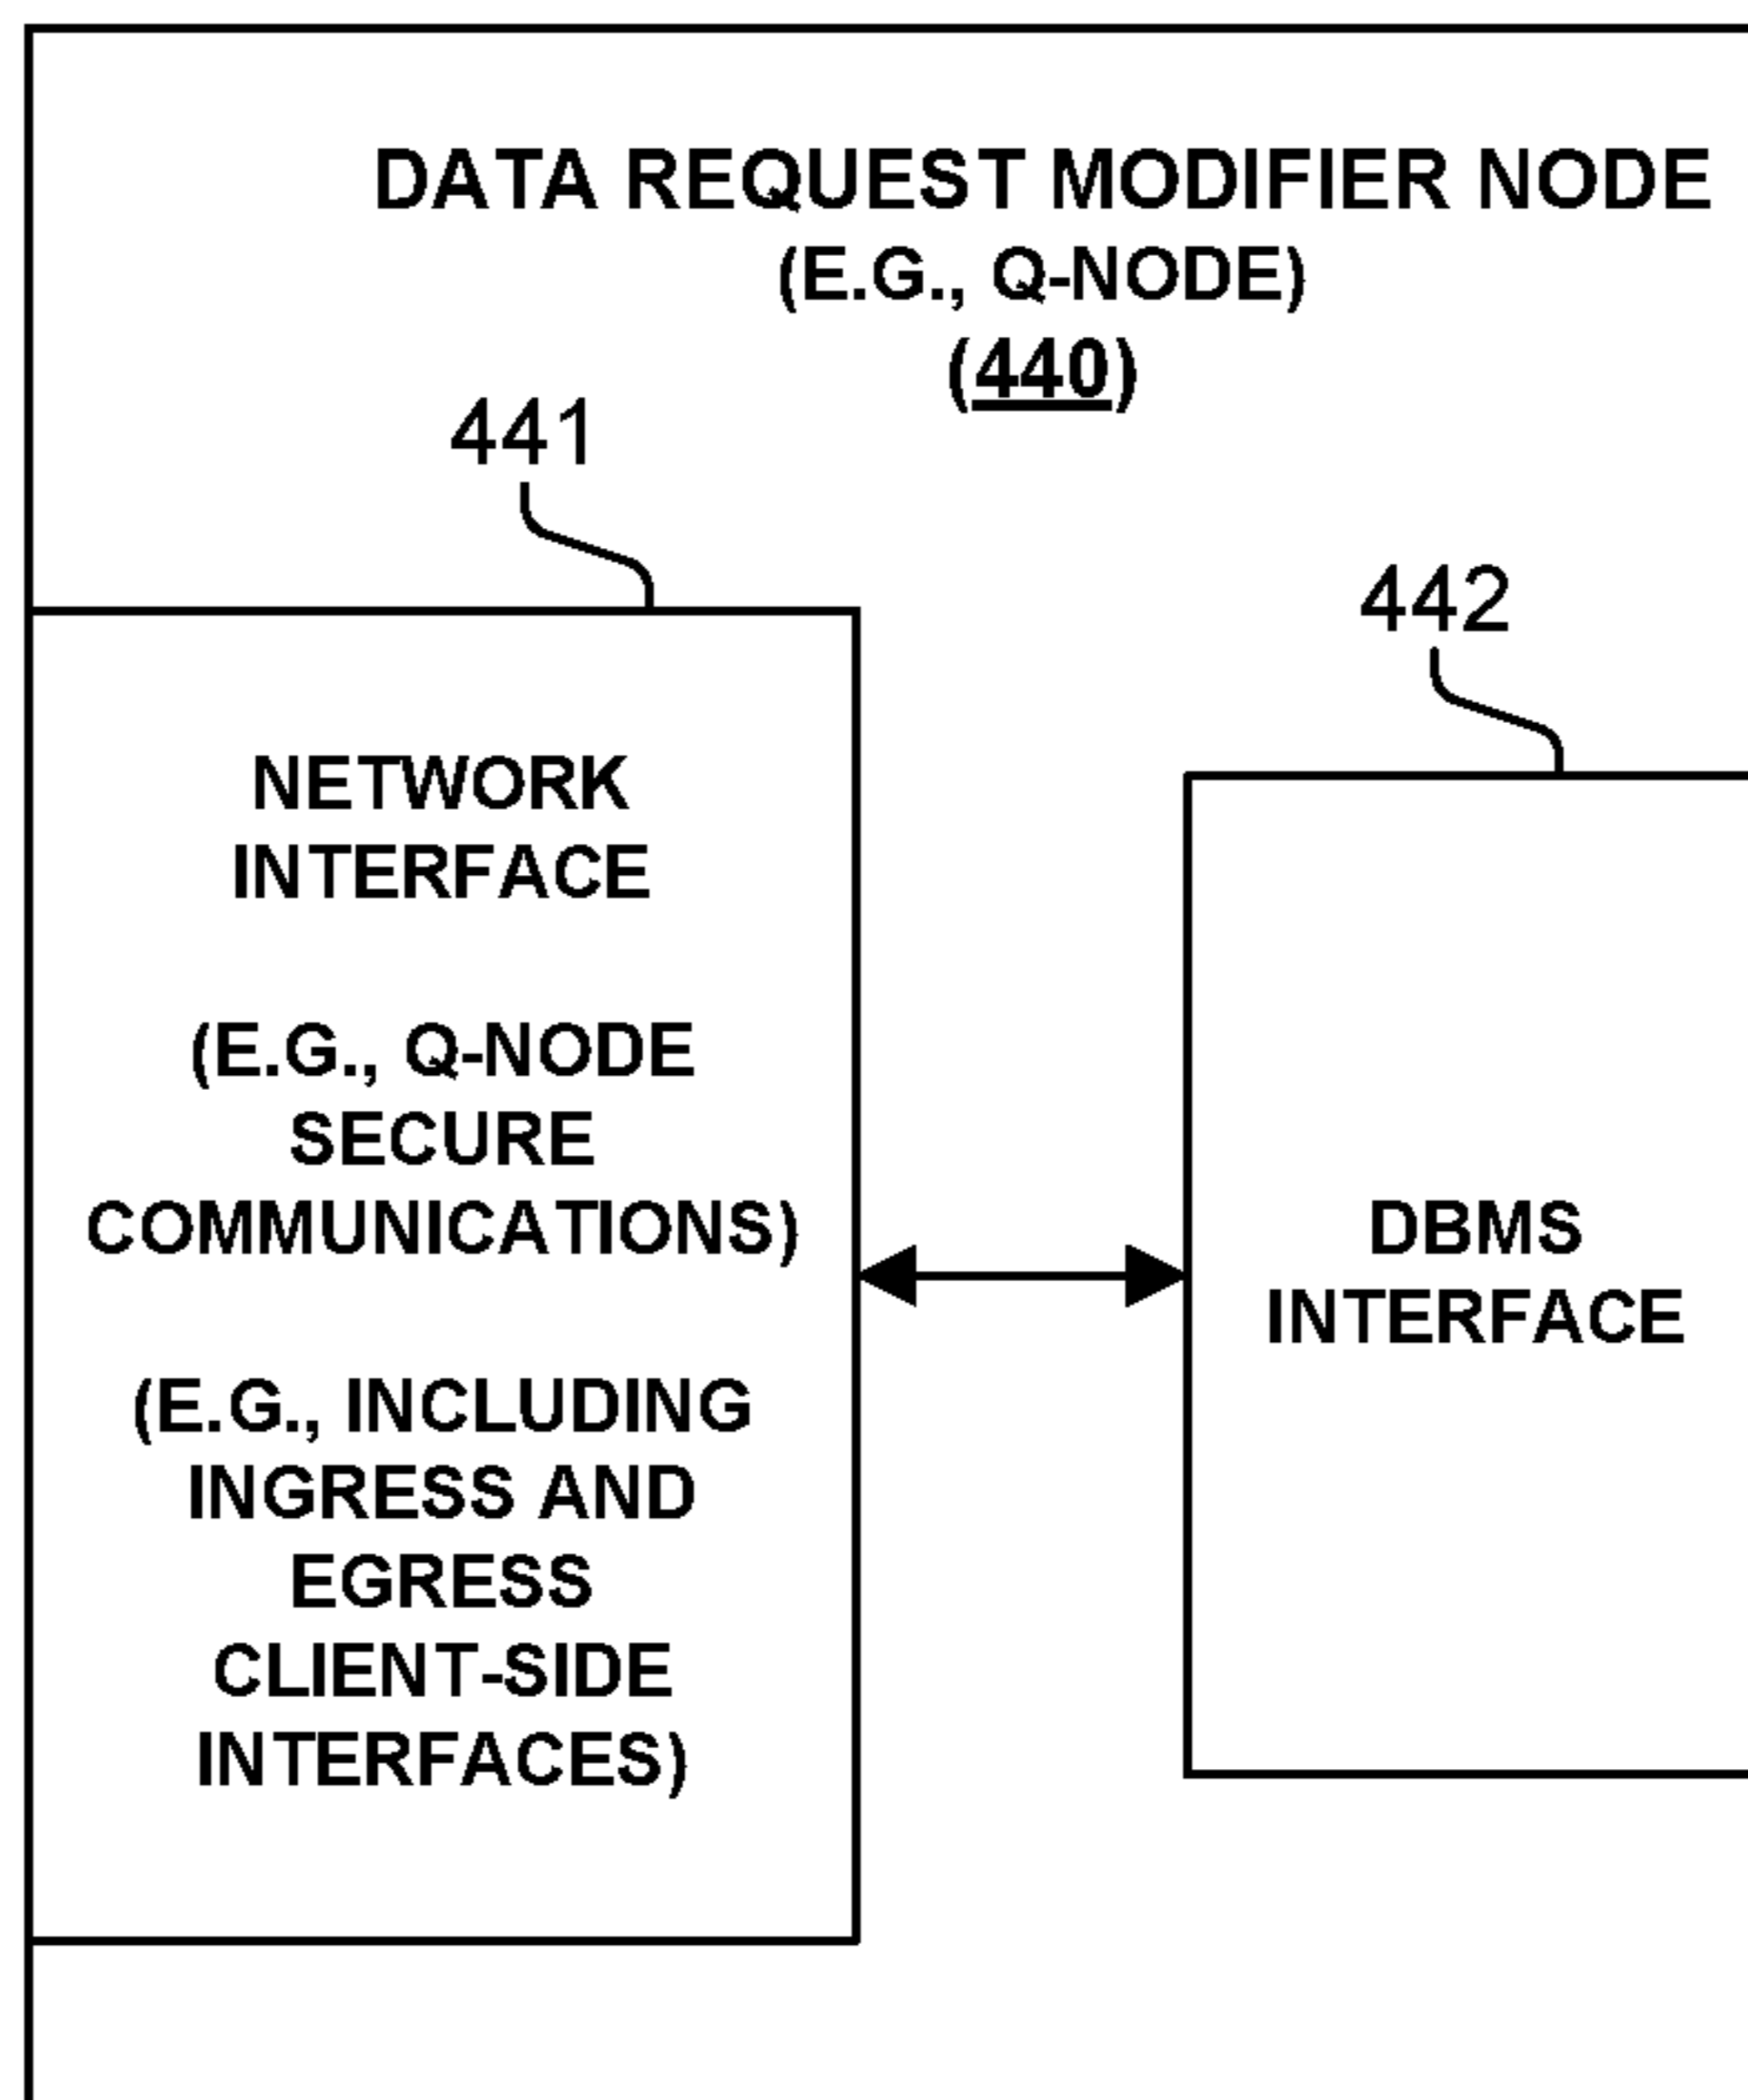 DATA REQUEST MODIFIER NODE
(E.G., Q-NODE)
(440)
441
442
NETWORK
INTERFACE
(E.G., Q-NODE
SECURE
COMMUNICATIONS)
(E.G., INCLUDING
INGRESS AND
EGRESS
CLIENT-SIDE
INTERFACES)
DBMS
INTERFACE